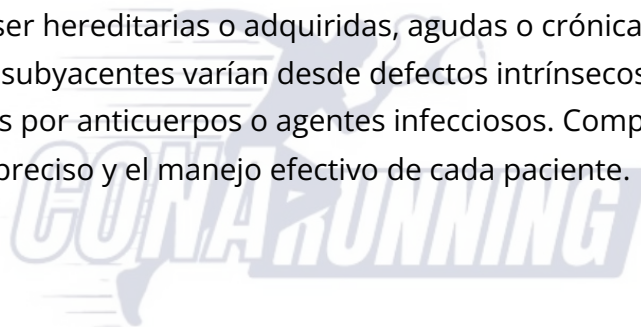 ser hereditarias o adquiridas, agudas o crónica
subyacentes varían desde defectos intrínsecos
s por anticuerpos o agentes infecciosos. Comp
preciso y el manejo efectivo de cada paciente.
CONARUNNING